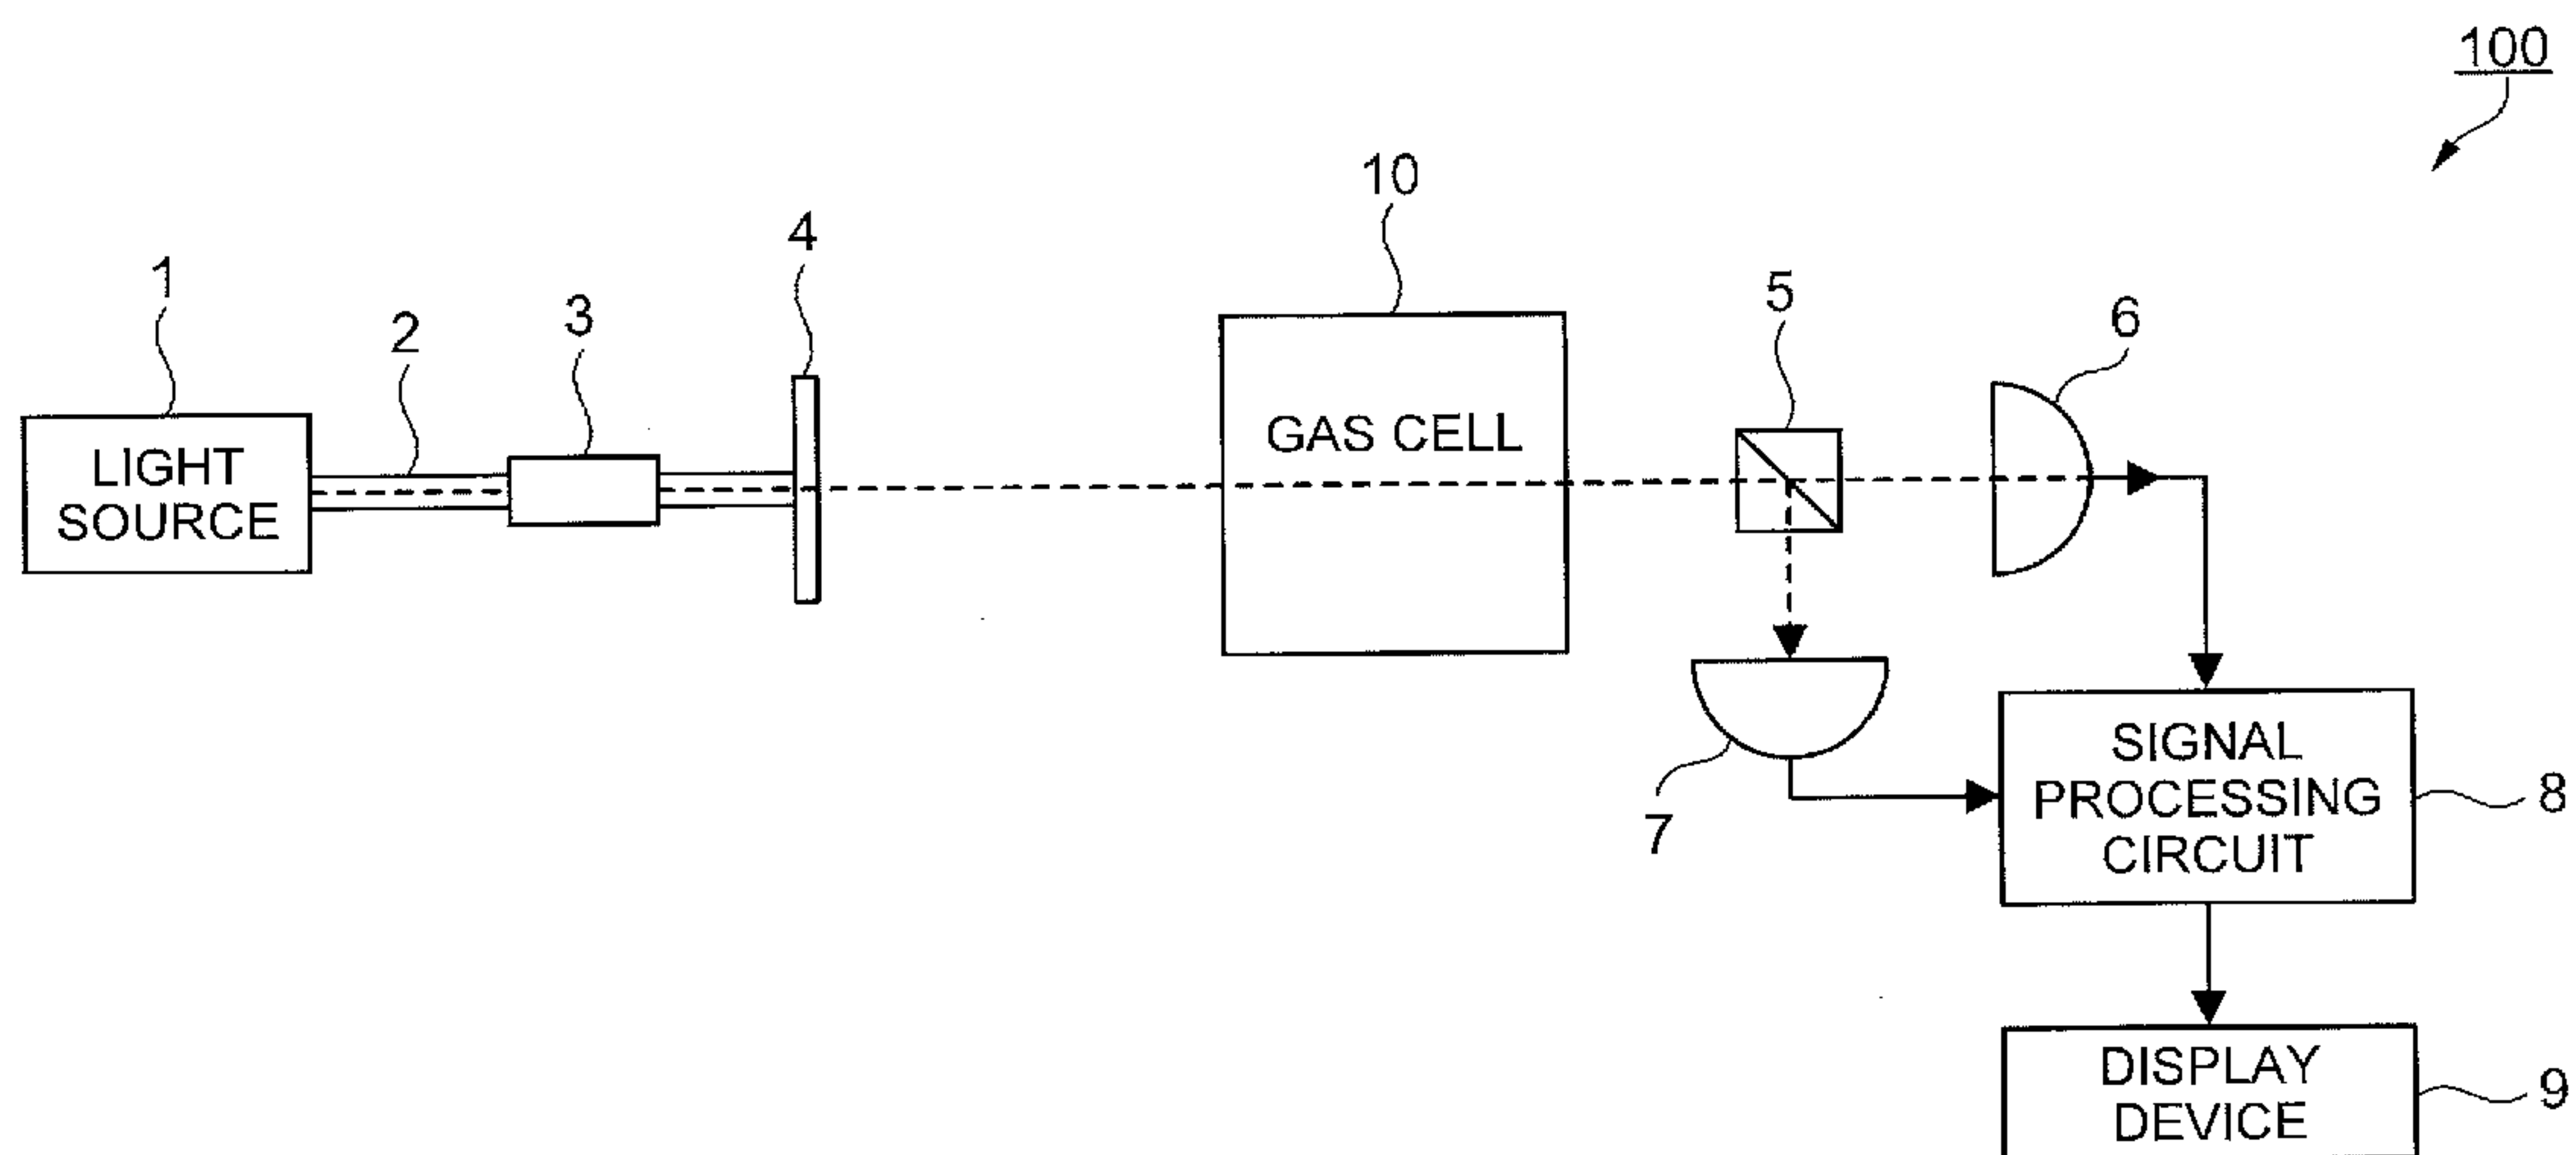 100
10
4
1
2
3
5
6
LIGHT
SOURCE
GAS CELL
7
SIGNAL
PROCESSING
CIRCUIT
8
DISPLAY
DEVICE
9